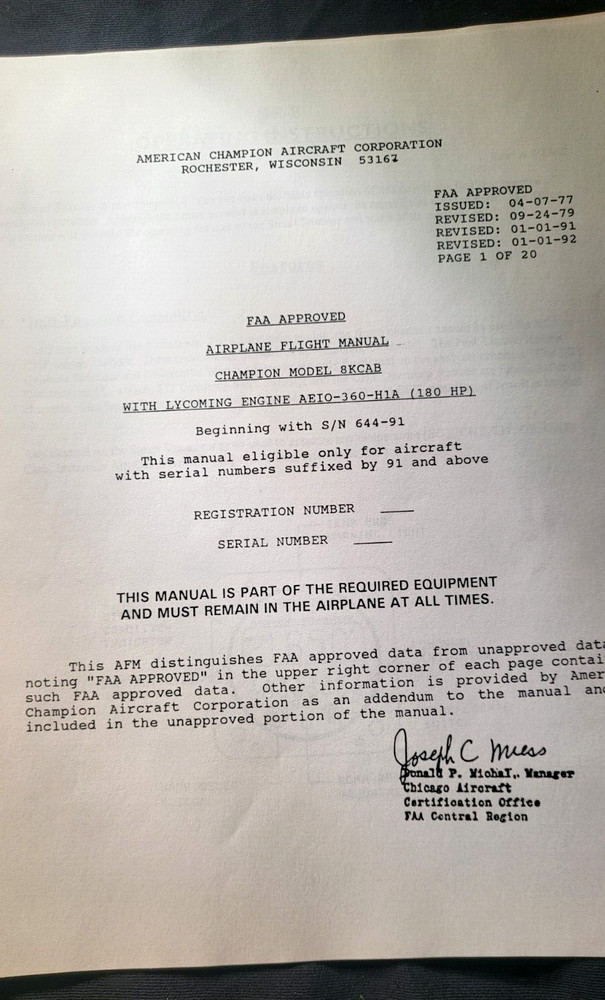 AMERICAN CHAMPION AIRCRAFT CORPORATION
ROCHESTER, WISCONSIN 53167
FAA APPROVED
ISSUED: 04-07-77
REVISED: 09-24-79
REVISED: 01-01-91
REVISED: 01-01-92
PAGE 1 OF 20
FAA APPROVED
AIRPLANE FLIGHT MANUAL
CHAMPION MODEL 8KCAB
WITH LYCOMING ENGINE AEIO-360-H1A (180 HP)
Beginning with S/N 644-91
This manual eligible only for aircraft
with serial numbers suffixed by 91 and above
REGISTRATION NUMBER
SERIAL NUMBER
THIS MANUAL IS PART OF THE REQUIRED EQUIPMENT
AND MUST REMAIN IN THE AIRPLANE AT ALL TIMES.
This AFM distinguishes FAA approved data from unapproved data
noting "FAA APPROVED" in the upper right corner of each page contai
such FAA approved data. Other information is provided by Amer
Champion Aircraft Corporation as an addendum to the manual and
included in the unapproved portion of the manual.
Joseph C Miess
Donald P. Michal, Manager
Chicago Aircraft
Certification Office
FAA Central Region